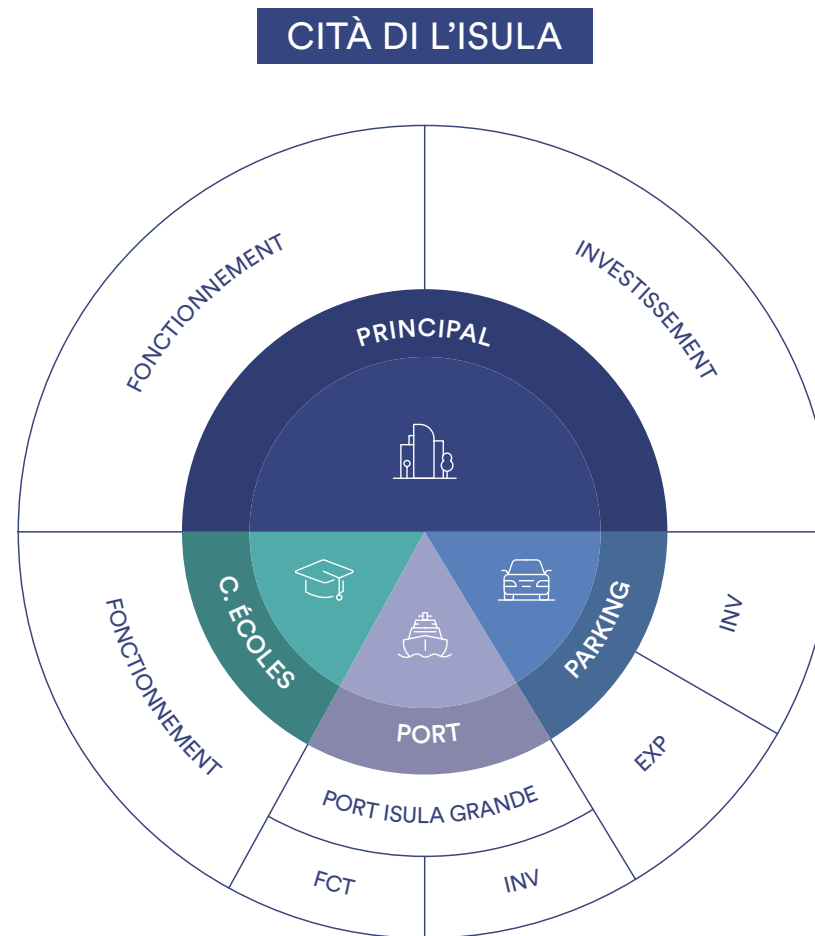 CITÀ DI L’ISULA
FONCTIONNEMENT
INVESTISSEMENT
PRINCIPAL
C. ÉCOLES
PARKING
PORT
FONCTIONNEMENT
INV
EXP
PORT ISULA GRANDE
FCT
INV